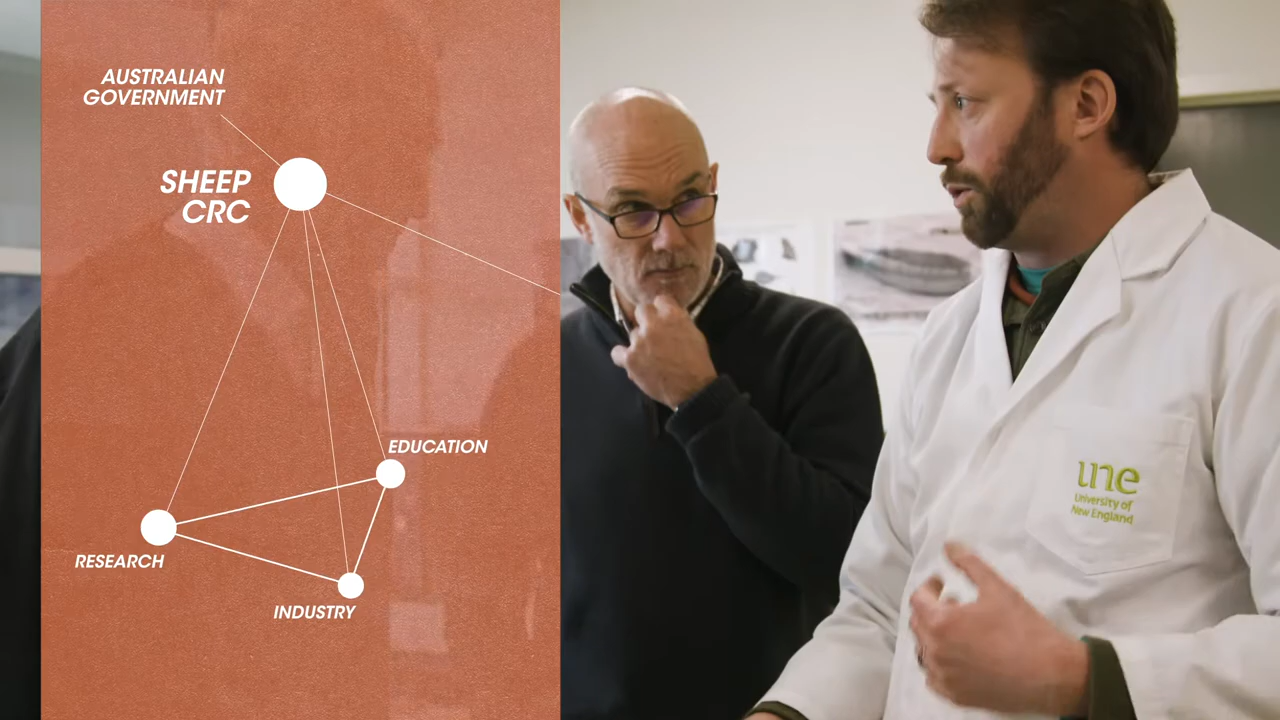 AUSTRALIAN
GOVERNMENT
SHEEP
CRC
EDUCATION
RESEARCH
INDUSTRY
une
University of
New England